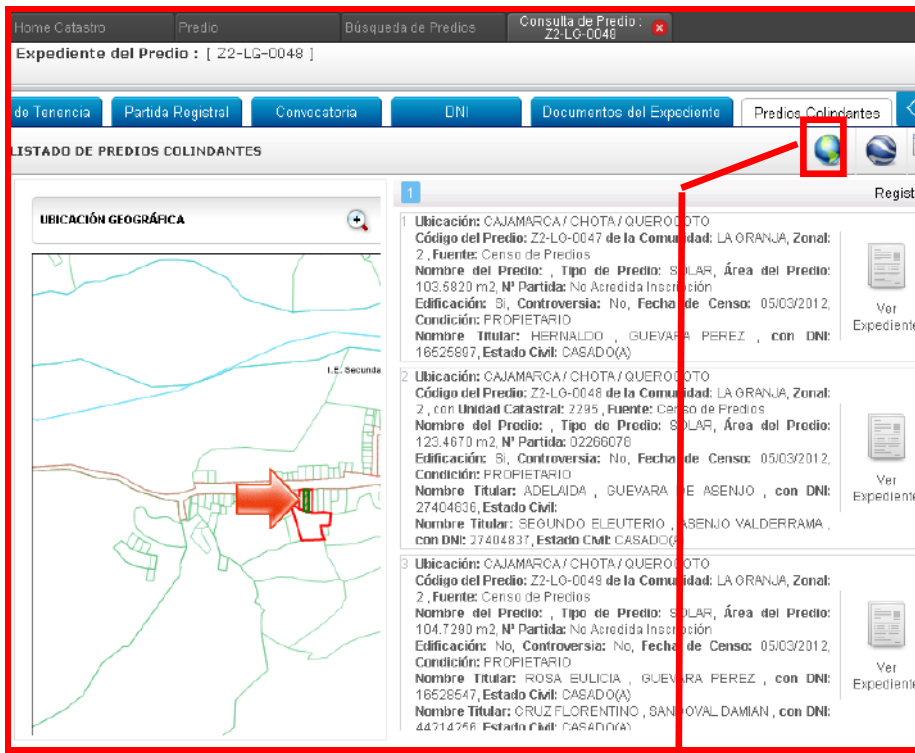 Home Catastro Predio Búsqueda de Predios Consulta de Predio : Z2-LG-0048
Expediente del Predio : [ Z2-LG-0048 ]
de Tenencia Partida Registral Convocatoria DNI Documentos del Expediente Predios Colindantes
LISTADO DE PREDIOS COLINDANTES
1 Regist
UBICACIÓN GEOGRÁFICA
I.E. Secunda
1 Ubicación: CAJAMARCA / CHOTA / QUEROCOTO
Código del Predio: Z2-LG-0047 de la Comunidad: LA GRANJA, Zonal:
2 , Fuente: Censo de Predios
Nombre del Predio: , Tipo de Predio: SOLAR, Área del Predio:
103.5820 m2, Nº Partida: No Acredida Inscripción
Edificación: Si, Controversia: No, Fecha de Censo: 05/03/2012,
Condición: PROPIETARIO
Nombre Titular: HERNALDO , GUEVARA PEREZ , con DNI:
16525897, Estado Civil: CASADO(A)
Ver
Expediente
2 Ubicación: CAJAMARCA / CHOTA / QUEROCOTO
Código del Predio: Z2-LG-0048 de la Comunidad: LA GRANJA, Zonal:
2 , con Unidad Catastral: 2295 , Fuente: Censo de Predios
Nombre del Predio: , Tipo de Predio: SOLAR, Área del Predio:
123.4670 m2, Nº Partida: 02266078
Edificación: Si, Controversia: No, Fecha de Censo: 05/03/2012,
Condición: PROPIETARIO
Nombre Titular: ADELAIDA , GUEVARA DE ASENJO , con DNI:
27404836, Estado Civil:
Nombre Titular: SEGUNDO ELEUTERIO , ASENJO VALDERRAMA ,
con DNI: 27404837, Estado Civil: CASADO(A)
Ver
Expediente
3 Ubicación: CAJAMARCA / CHOTA / QUEROCOTO
Código del Predio: Z2-LG-0049 de la Comunidad: LA GRANJA, Zonal:
2 , Fuente: Censo de Predios
Nombre del Predio: , Tipo de Predio: SOLAR, Área del Predio:
104.7290 m2, Nº Partida: No Acredida Inscripción
Edificación: No, Controversia: No, Fecha de Censo: 05/03/2012,
Condición: PROPIETARIO
Nombre Titular: ROSA EULICIA , GUEVARA PEREZ , con DNI:
16528547, Estado Civil: CASADO(A)
Nombre Titular: CRUZ FLORENTINO , SANDOVAL DAMIAN , con DNI:
44214256, Estado Civil: CASADO(A)
Ver
Expediente